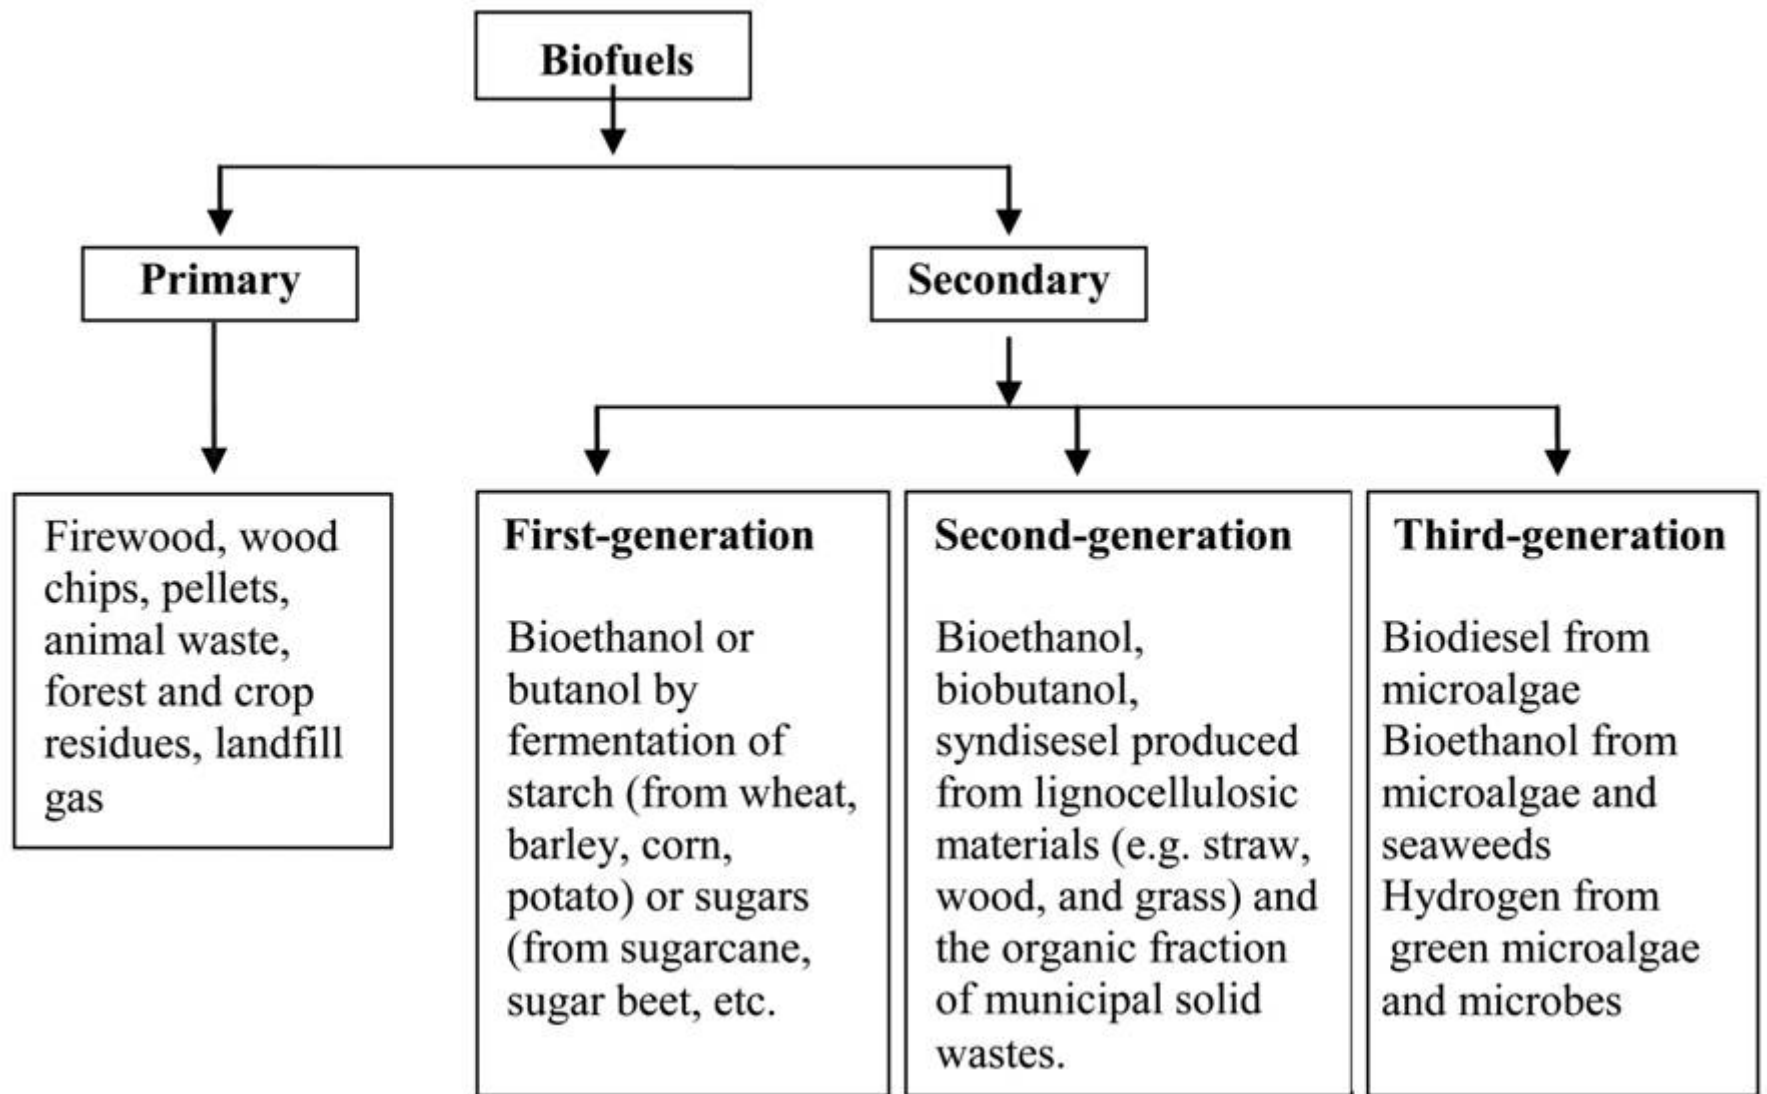 Biofuels
Primary
Secondary
Firewood, wood
chips, pellets,
animal waste,
forest and crop
residues, landfill
gas
First-generation
Bioethanol or
butanol by
fermentation of
starch (from wheat,
barley, corn,
potato) or sugars
(from sugarcane,
sugar beet, etc.
Second-generation
Bioethanol,
biobutanol,
syndisesel produced
from lignocellulosic
materials (e.g. straw,
wood, and grass) and
the organic fraction
of municipal solid
wastes.
Third-generation
Biodiesel from
microalgae
Bioethanol from
microalgae and
seaweeds
Hydrogen from
green microalgae
and microbes